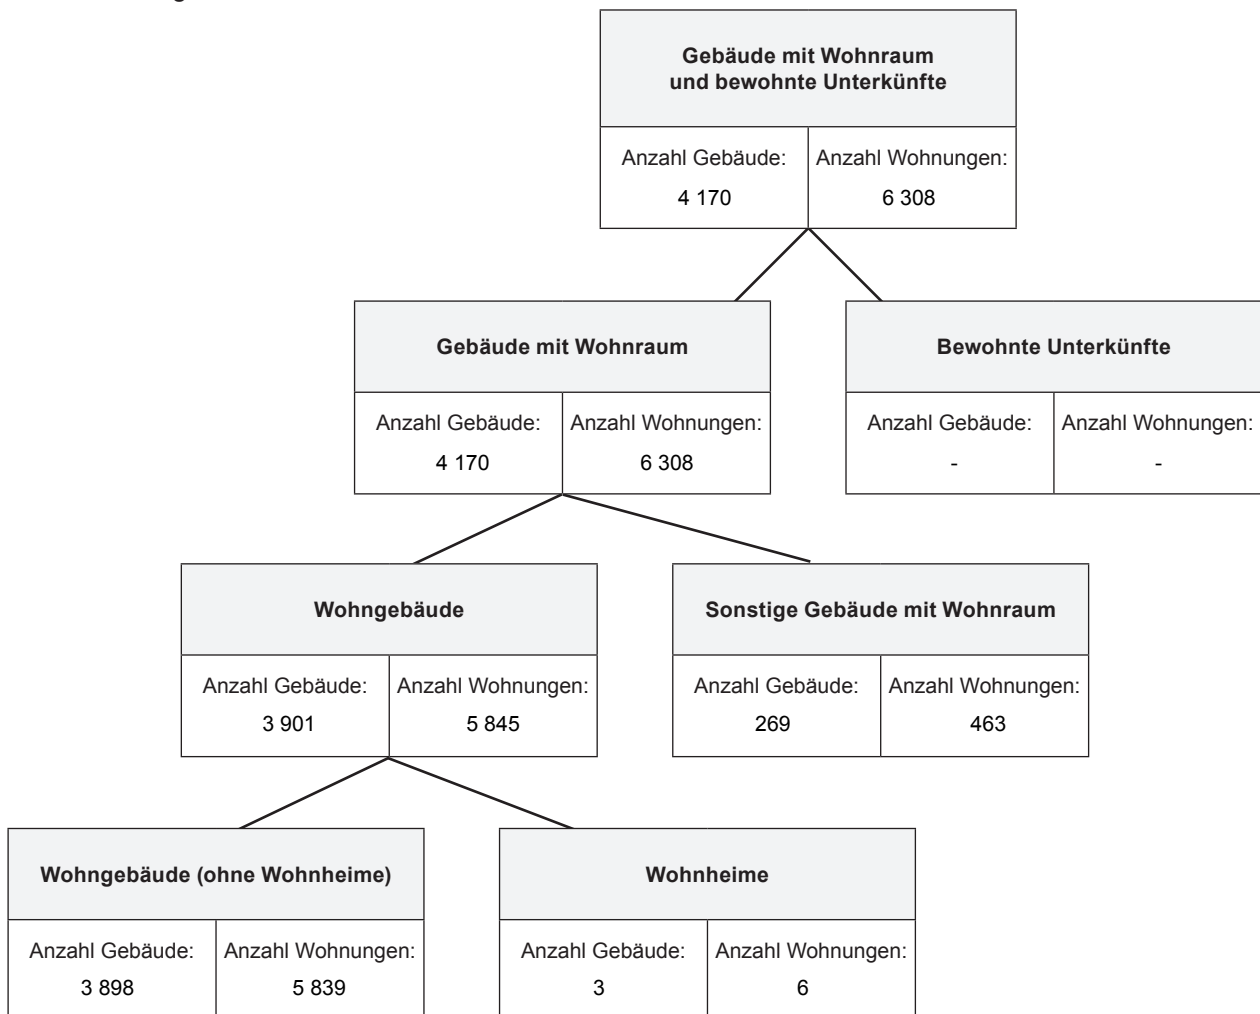 Gebäude mit Wohnraum
und bewohnte Unterkünfte
Anzahl Gebäude: Anzahl Wohnungen:
4 170 6 308
Gebäude mit Wohnraum
Bewohnte Unterkünfte
Anzahl Gebäude: Anzahl Wohnungen:
4 170 6 308
Anzahl Gebäude: Anzahl Wohnungen:
- -
Wohngebäude
Sonstige Gebäude mit Wohnraum
Anzahl Gebäude: Anzahl Wohnungen:
3 901 5 845
Anzahl Gebäude: Anzahl Wohnungen:
269 463
Wohngebäude (ohne Wohnheime)
Wohnheime
Anzahl Gebäude: Anzahl Wohnungen:
3 898 5 839
Anzahl Gebäude: Anzahl Wohnungen:
3 6